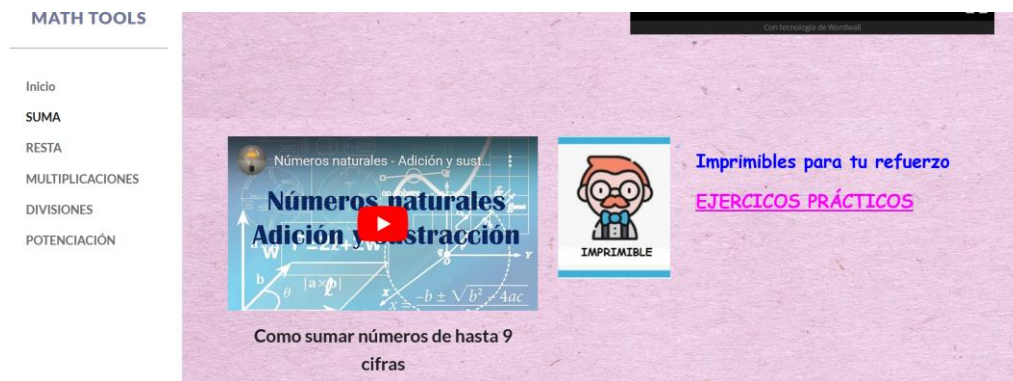 MATH TOOLS
Inicio
SUMA
RESTA
MULTIPLICACIONES
DIVISIONES
POTENCIACIÓN
Con tecnología de Wordwall
Números naturales - Adición y sust...
Números naturales
Adición y sustracción
IMPRIMIBLE
Como sumar números de hasta 9
cifras
Imprimibles para tu refuerzo
EJERCICOS PRÁCTICOS